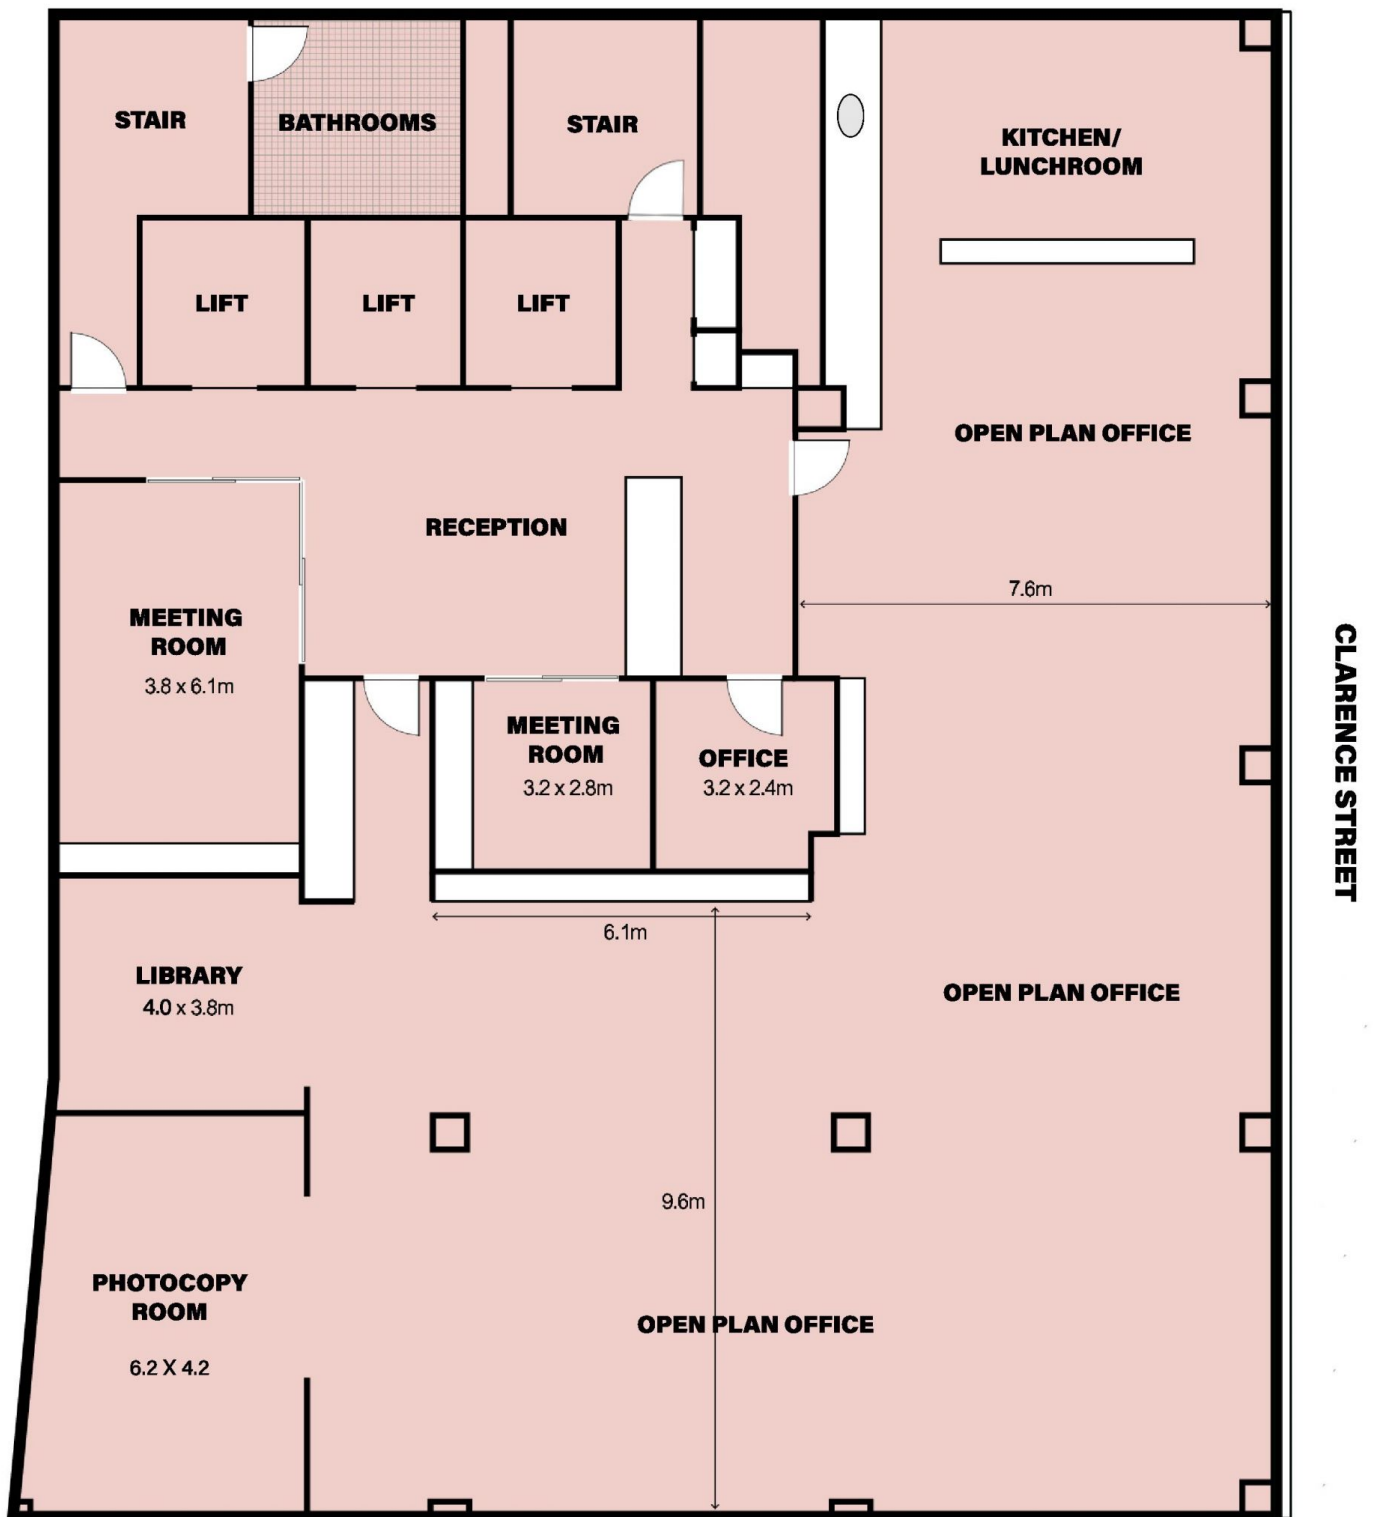 STAIR
BATHROOMS
STAIR
KITCHEN/
LUNCHROOM
LIFT
LIFT
LIFT
OPEN PLAN OFFICE
RECEPTION
7.6m
MEETING
ROOM
3.8 x 6.1m
MEETING
ROOM
3.2 x 2.8m
OFFICE
3.2 x 2.4m
CLARENCE STREET
6.1m
LIBRARY
4.0 x 3.8m
OPEN PLAN OFFICE
9.6m
PHOTOCOPY
ROOM
6.2 X 4.2
OPEN PLAN OFFICE